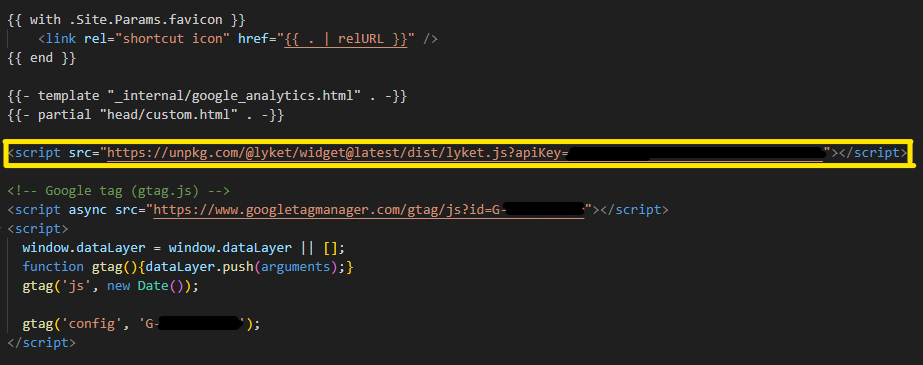 {{ with .Site.Params.favicon }}
    <link rel="shortcut icon" href="{{ . | relURL }}" />
{{ end }}

{{- template "_internal/google_analytics.html" . -}}
{{- partial "head/custom.html" . -}}

<script src="https://unpkg.com/@lyket/widget@latest/dist/lyket.js?apiKey="></script>

<!-- Google tag (gtag.js) -->
<script async src="https://www.googletagmanager.com/gtag/js?id=G-"></script>
<script>
  window.dataLayer = window.dataLayer || [];
  function gtag(){dataLayer.push(arguments);}
  gtag('js', new Date());

  gtag('config', 'G-');
</script>